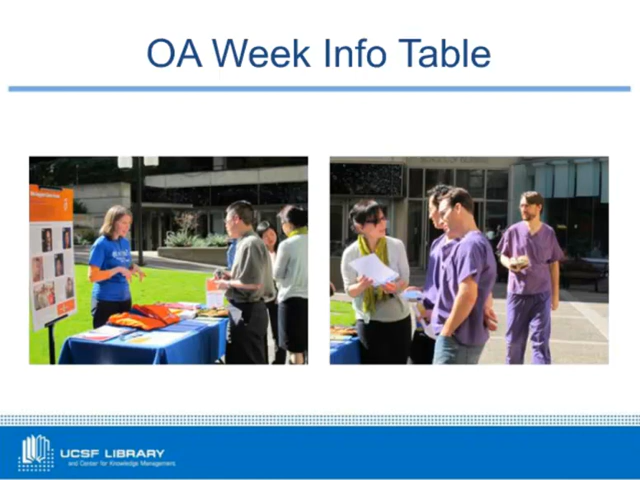 OA Week Info Table
UCSF LIBRARY
and Center for Knowledge Management